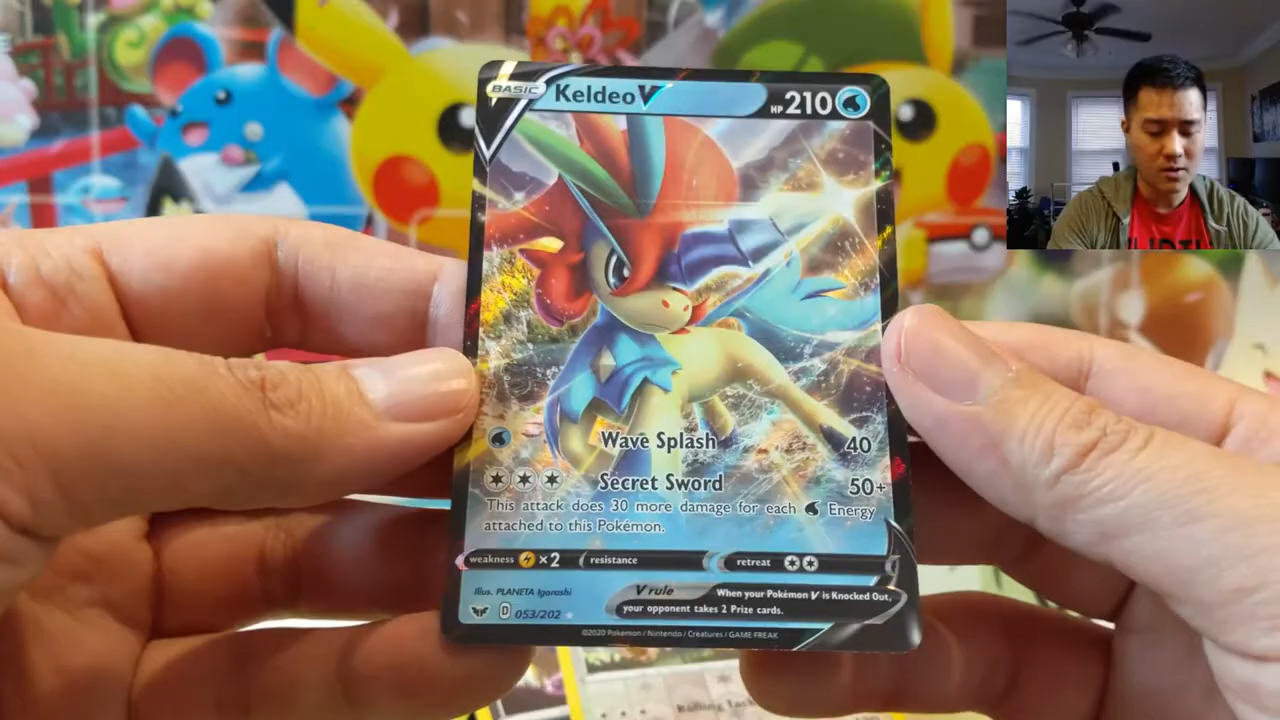 BASIC Keldeo V HP 210
Wave Splash 40
Secret Sword 50+
This attack does 30 more damage for each Energy
attached to this Pokémon.
weakness ×2 resistance retreat
Illus. PLANETA Igarashi
V rule When your Pokémon V is Knocked Out,
your opponent takes 2 Prize cards.
D 053/202
©2020 Pokémon / Nintendo / Creatures / GAME FREAK